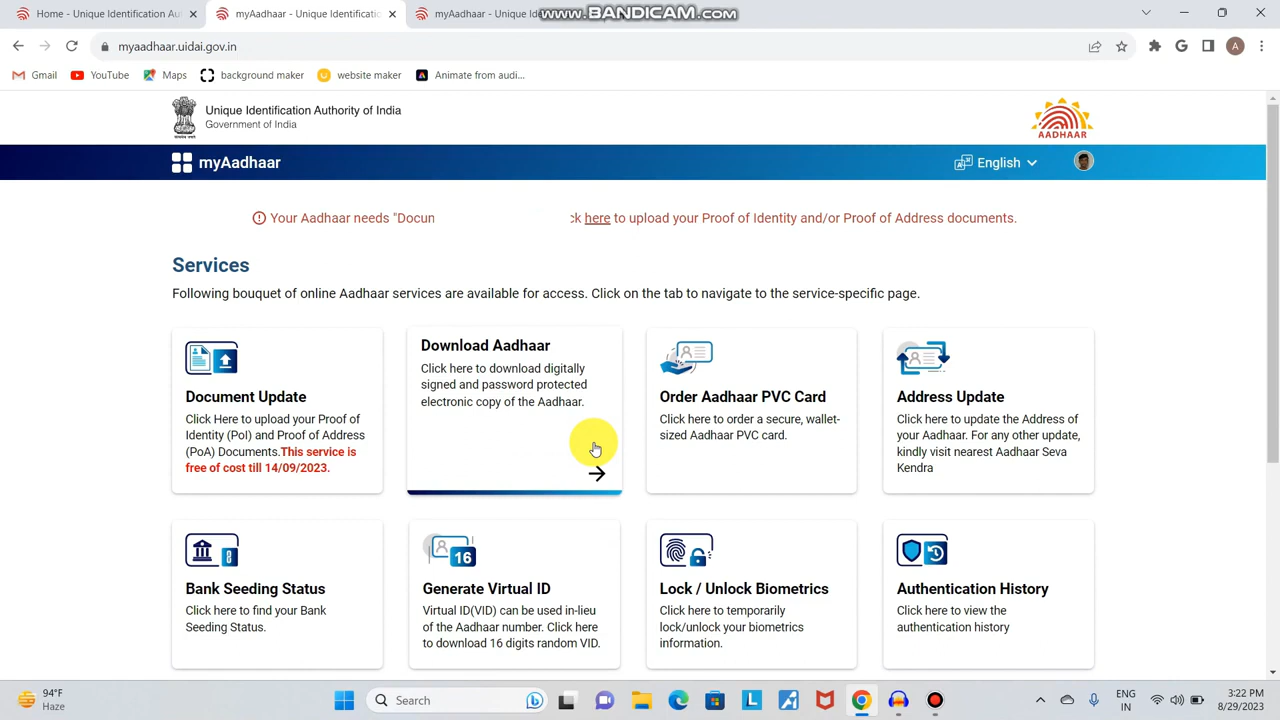 Home - Unique Identification Aut
myAadhaar - Unique Identificatio
myAadhaar - Unique Id
www.BANDICAM.com
myaadhaar.uidai.gov.in
A
Gmail
YouTube
Maps
background maker
website maker
Animate from audi...
Unique Identification Authority of India
Government of India
AADHAAR
myAadhaar
English
Your Aadhaar needs "Docun
ck here to upload your Proof of Identity and/or Proof of Address documents.
Services
Following bouquet of online Aadhaar services are available for access. Click on the tab to navigate to the service-specific page.
Document Update
Click Here to upload your Proof of
Identity (PoI) and Proof of Address
(PoA) Documents.This service is
free of cost till 14/09/2023.
Download Aadhaar
Click here to download digitally
signed and password protected
electronic copy of the Aadhaar.
Order Aadhaar PVC Card
Click here to order a secure, wallet-
sized Aadhaar PVC card.
Address Update
Click here to update the Address of
your Aadhaar. For any other update,
kindly visit nearest Aadhaar Seva
Kendra
Bank Seeding Status
Click here to find your Bank
Seeding Status.
16
Generate Virtual ID
Virtual ID(VID) can be used in-lieu
of the Aadhaar number. Click here
to download 16 digits random VID.
Lock / Unlock Biometrics
Click here to temporarily
lock/unlock your biometrics
information.
Authentication History
Click here to view the
authentication history
94°F
Haze
Search
L
ENG
IN
3:22 PM
8/29/2023